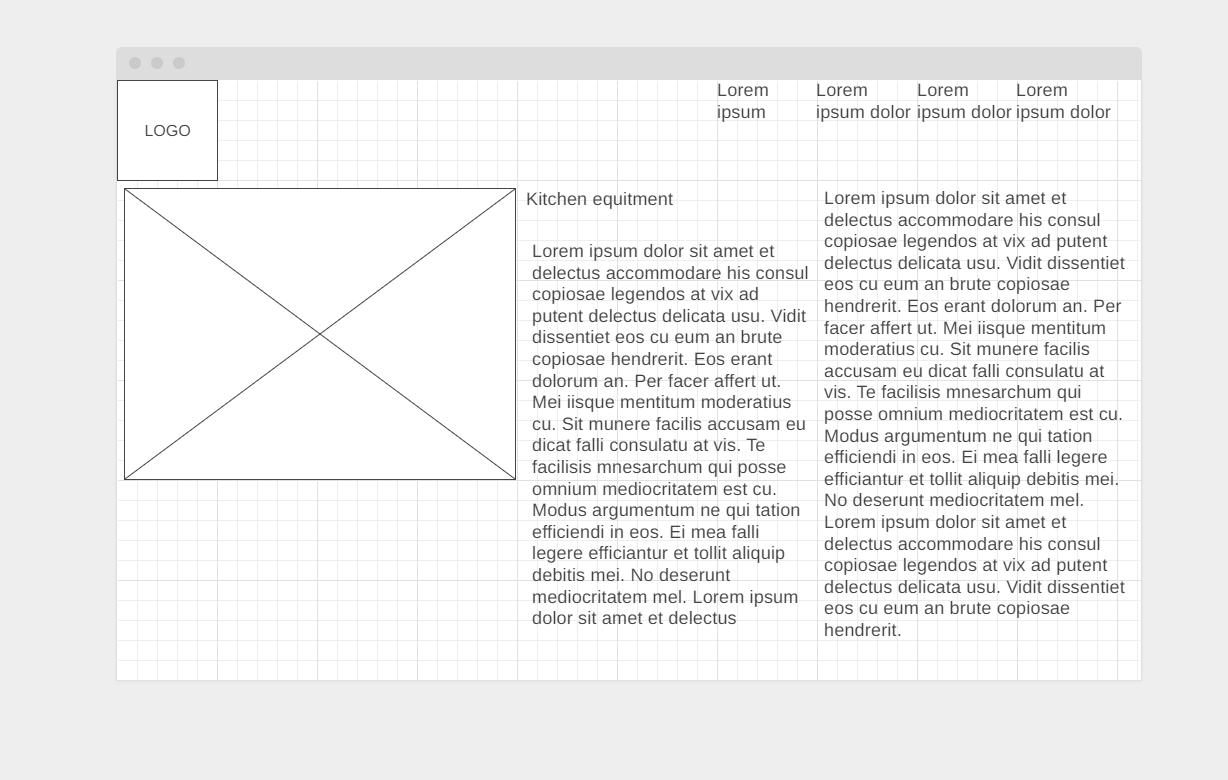 LOGO
Lorem
ipsum
Lorem
ipsum dolor
Lorem
ipsum dolor
Lorem
ipsum dolor
Kitchen equitment
Lorem ipsum dolor sit amet et
delectus accommodare his consul
copiosae legendos at vix ad
putent delectus delicata usu. Vidit
dissentiet eos cu eum an brute
copiosae hendrerit. Eos erant
dolorum an. Per facer affert ut.
Mei iisque mentitum moderatius
cu. Sit munere facilis accusam eu
dicat falli consulatu at vis. Te
facilisis mnesarchum qui posse
omnium mediocritatem est cu.
Modus argumentum ne qui tation
efficiendi in eos. Ei mea falli
legere efficiantur et tollit aliquip
debitis mei. No deserunt
mediocritatem mel. Lorem ipsum
dolor sit amet et delectus
Lorem ipsum dolor sit amet et
delectus accommodare his consul
copiosae legendos at vix ad putent
delectus delicata usu. Vidit dissentiet
eos cu eum an brute copiosae
hendrerit. Eos erant dolorum an. Per
facer affert ut. Mei iisque mentitum
moderatius cu. Sit munere facilis
accusam eu dicat falli consulatu at
vis. Te facilisis mnesarchum qui
posse omnium mediocritatem est cu.
Modus argumentum ne qui tation
efficiendi in eos. Ei mea falli legere
efficiantur et tollit aliquip debitis mei.
No deserunt mediocritatem mel.
Lorem ipsum dolor sit amet et
delectus accommodare his consul
copiosae legendos at vix ad putent
delectus delicata usu. Vidit dissentiet
eos cu eum an brute copiosae
hendrerit.